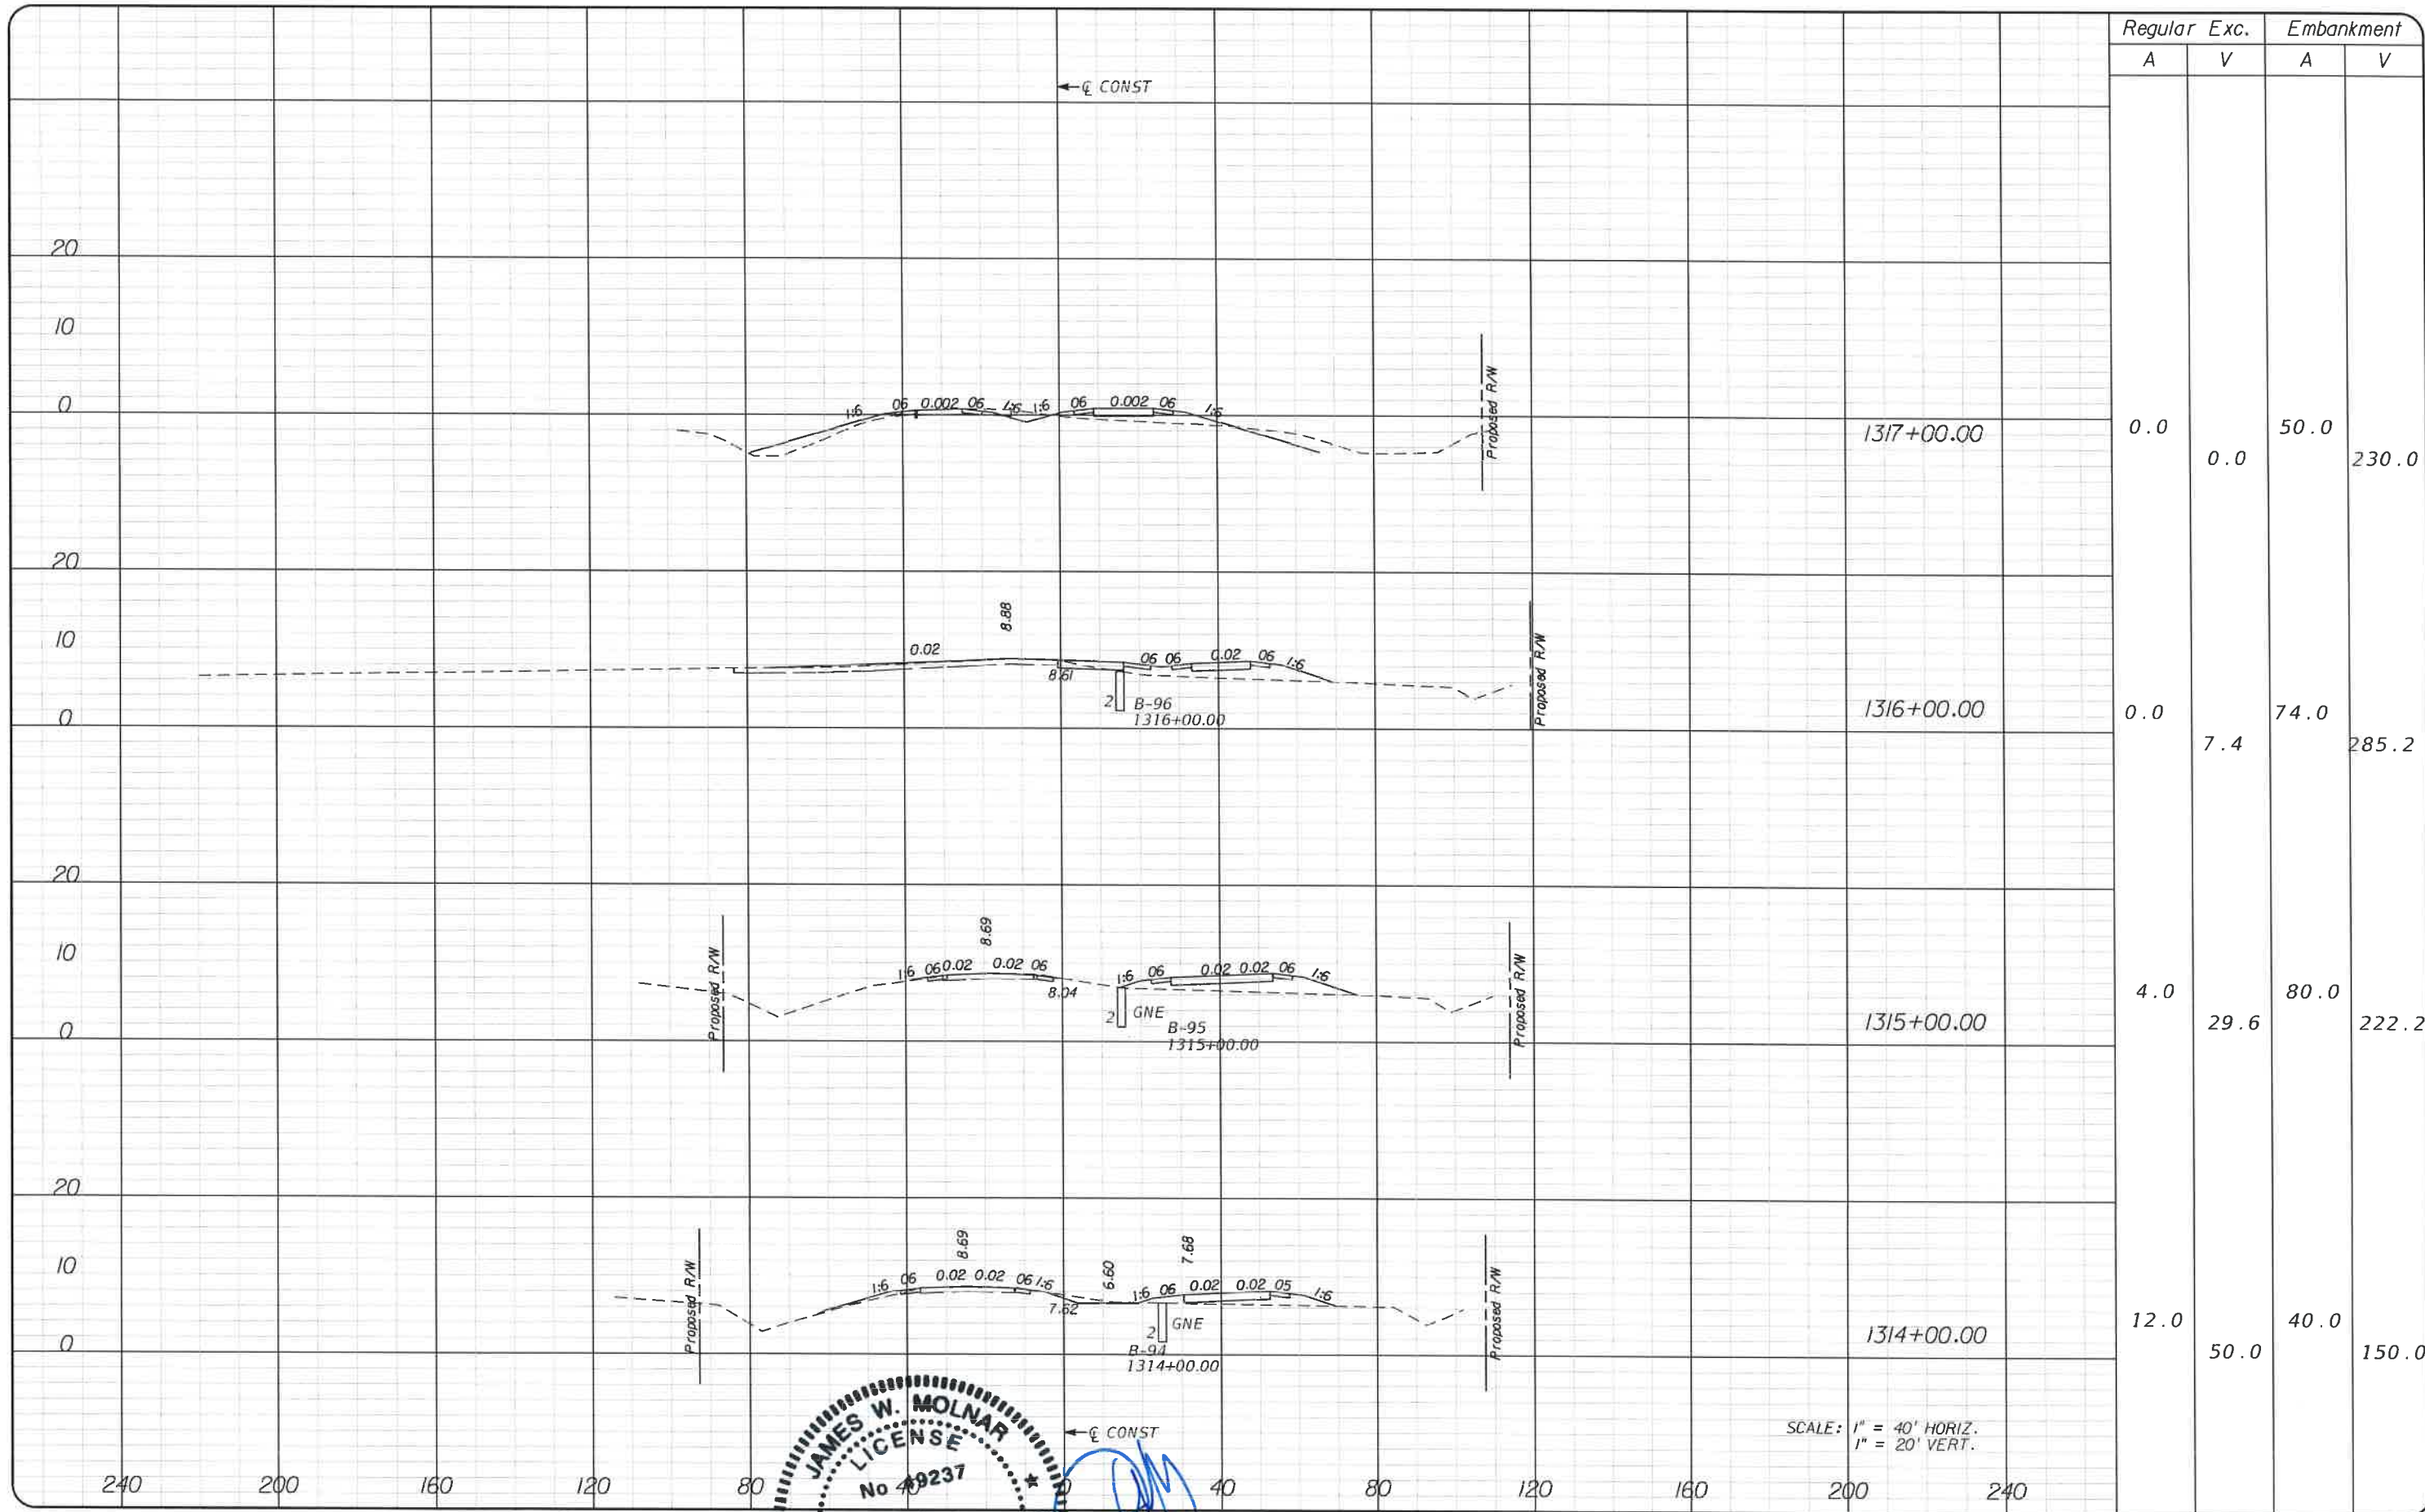 Regular Exc. Embankment
A V A V
℄ CONST
20
10
0
1:6 06 0.002 06 1:6 1:6 06 0.002 06 1:6
Proposed R/W
1317+00.00
0.0 50.0
0.0 230.0
20
10
0
8.88
0.02 06 06 0.02 06 1:6
8.61
2 B-96
1316+00.00
Proposed R/W
1316+00.00
0.0 74.0
7.4 285.2
20
10
0
Proposed R/W
8.69
1:6 06 0.02 0.02 06 1:6 06 0.02 0.02 06 1:6
8.04
2 GNE
B-95
1315+00.00
Proposed R/W
1315+00.00
4.0 80.0
29.6 222.2
20
10
0
Proposed R/W
8.69 6.60 7.68
1:6 06 0.02 0.02 06 1:6 1:6 06 0.02 0.02 05 1:6
7.62
2 GNE
B-94
1314+00.00
Proposed R/W
1314+00.00
12.0 40.0
50.0 150.0
℄ CONST
SCALE: 1" = 40' HORIZ.
1" = 20' VERT.
JAMES W. MOLNAR
LICENSE
No 49237
240 200 160 120 80 40 0 40 80 120 160 200 240